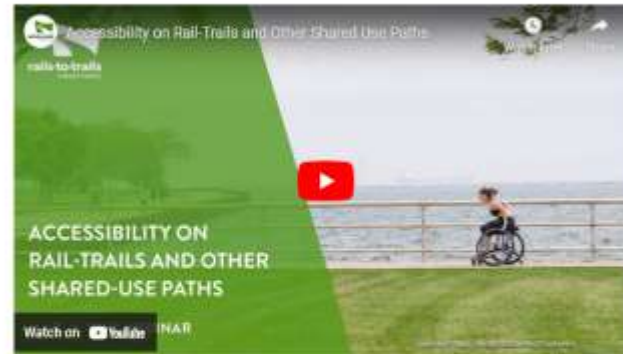 Accessibility on Rail-Trails and Other Shared Use Paths
rails-to-trails
ACCESSIBILITY ON
RAIL-TRAILS AND OTHER
SHARED-USE PATHS
Watch on YouTube
INAR